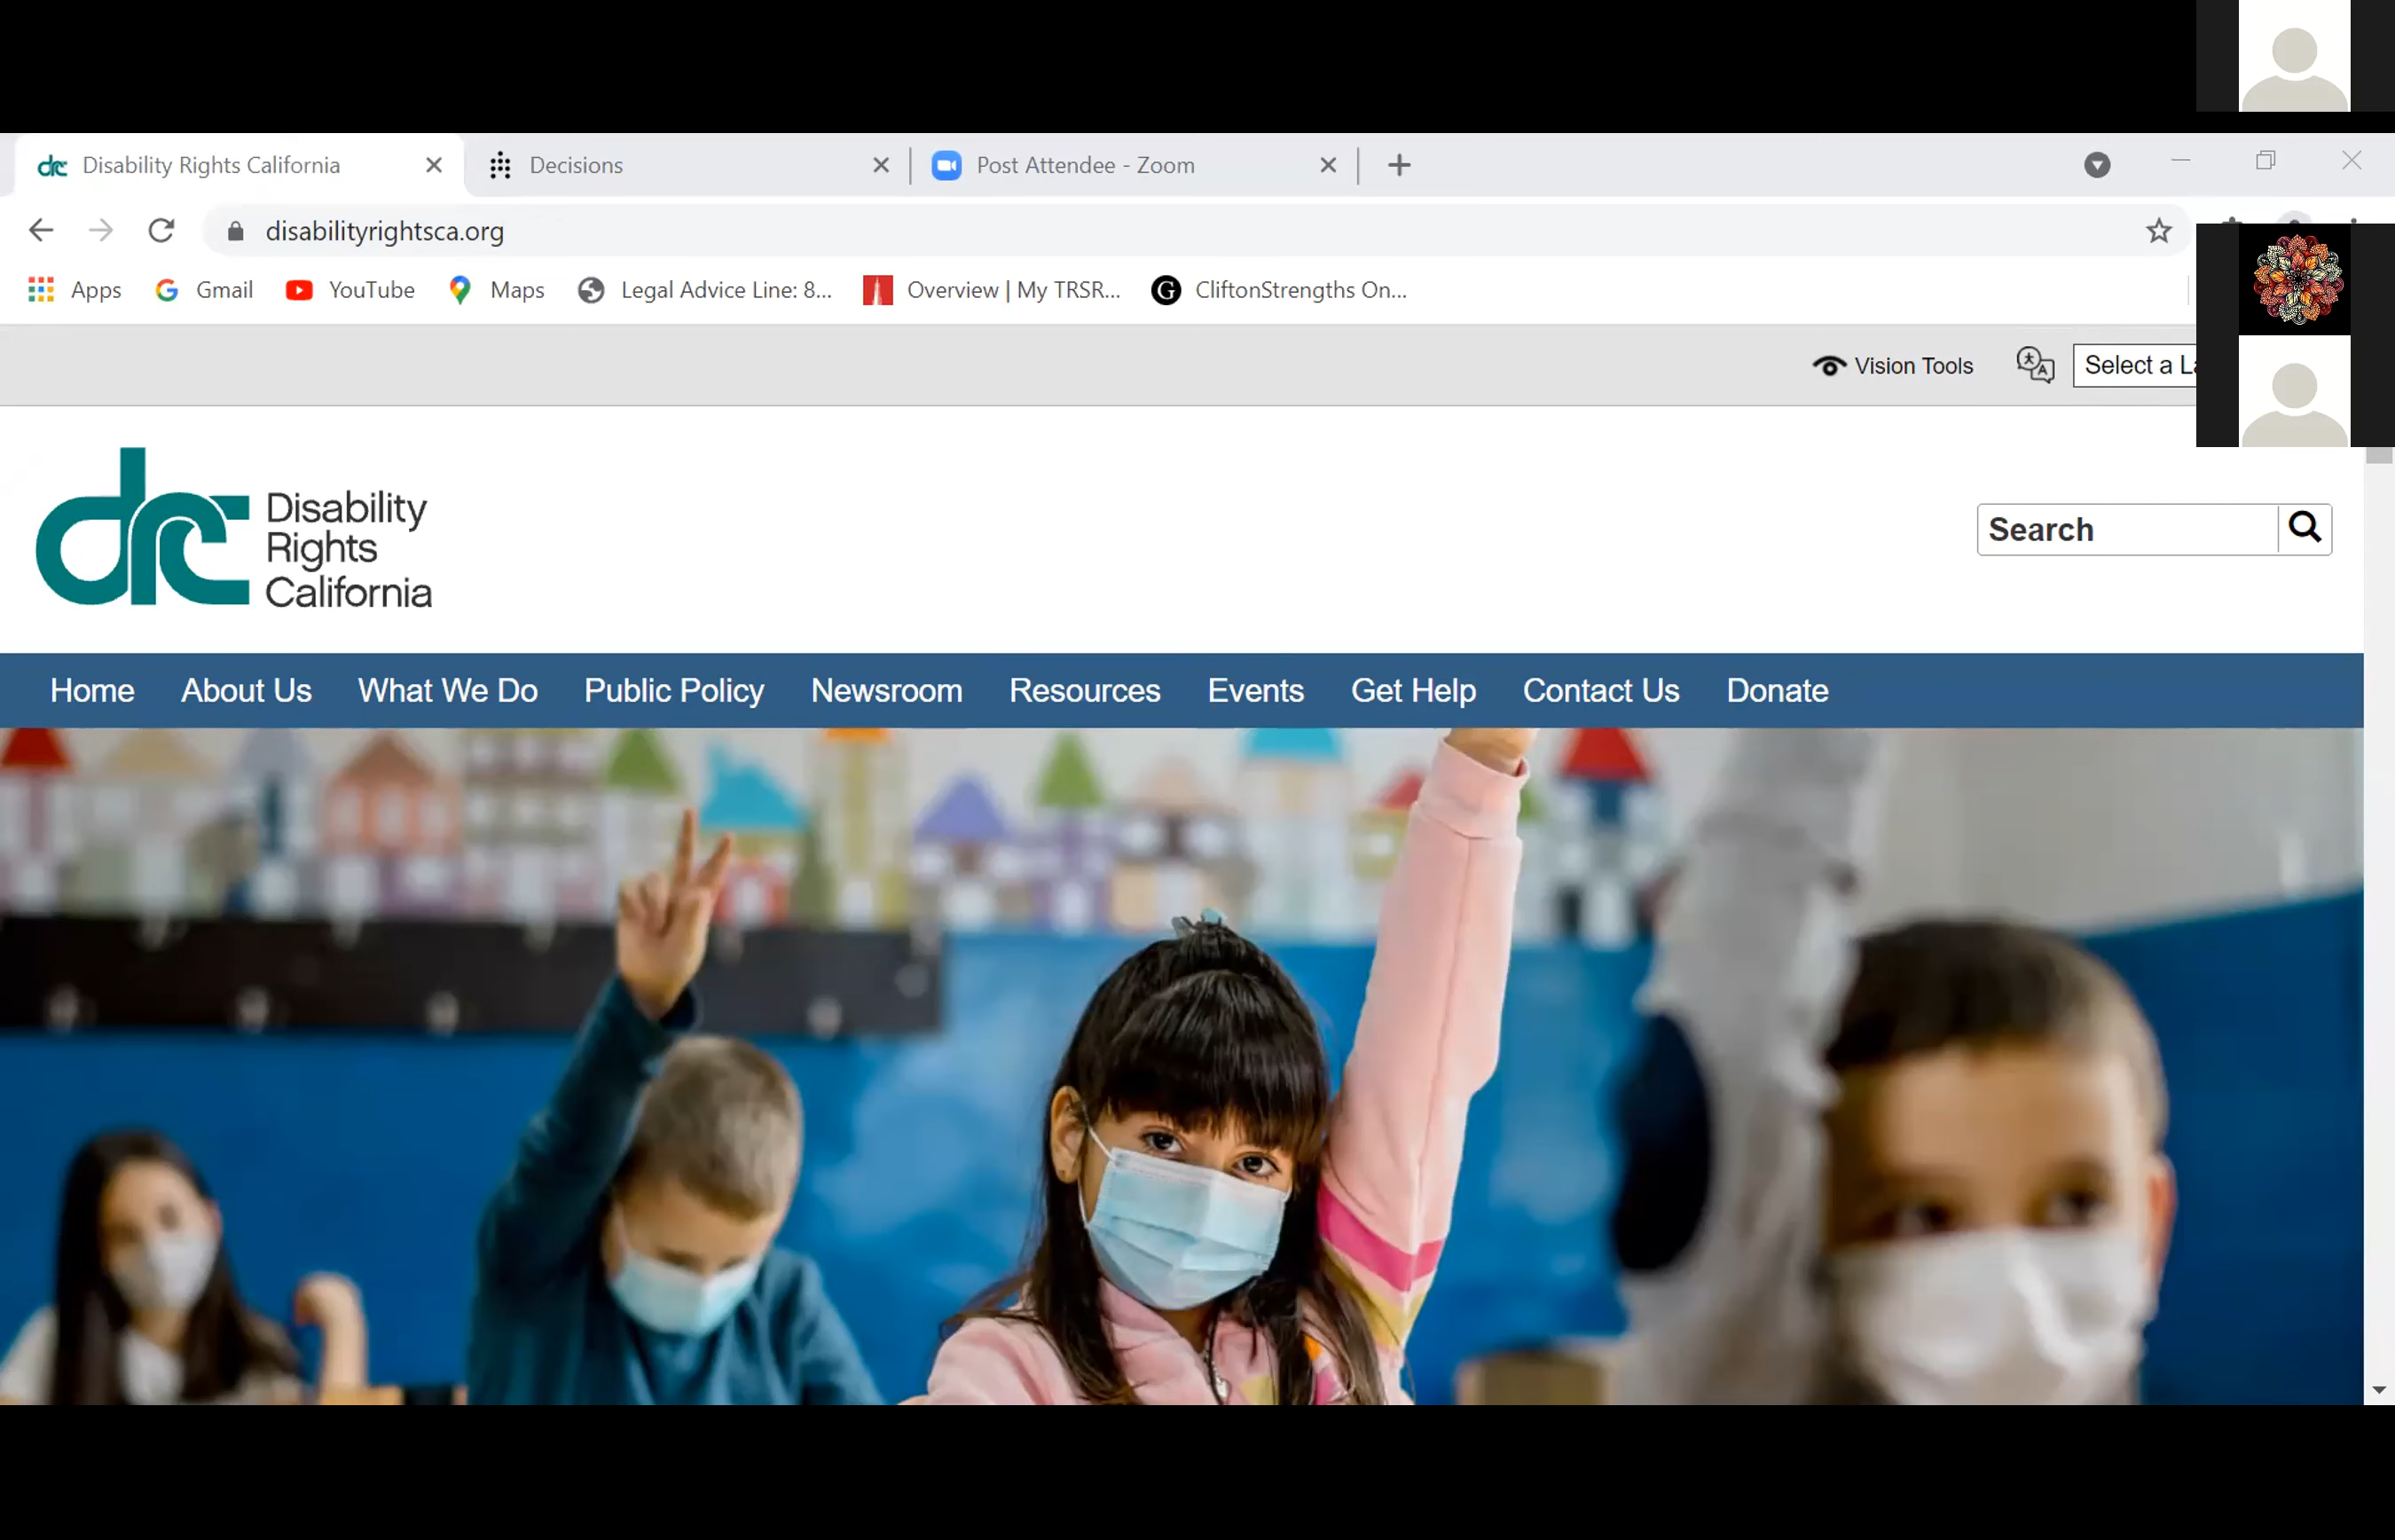 Disability Rights California
Decisions
Post Attendee - Zoom
disabilityrightsca.org
Apps Gmail YouTube Maps Legal Advice Line: 8... Overview | My TRSR... CliftonStrengths On...
Vision Tools Select a La
drc
Disability
Rights
California
Search
Home About Us What We Do Public Policy Newsroom Resources Events Get Help Contact Us Donate